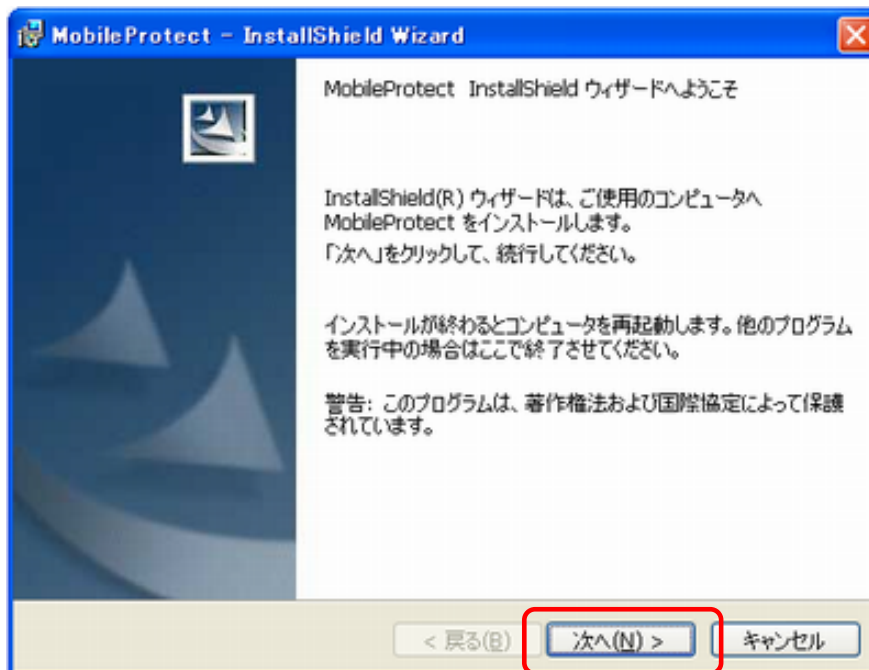 MobileProtect - InstallShield Wizard
MobileProtect InstallShield ウィザードへようこそ
InstallShield(R) ウィザードは、ご使用のコンピュータへ
MobileProtect をインストールします。
「次へ」をクリックして、続行してください。
インストールが終わるとコンピュータを再起動します。他のプログラム
を実行中の場合はここで終了させてください。
警告: このプログラムは、著作権法および国際協定によって保護
されています。
< 戻る(B)
次へ(N) >
キャンセル